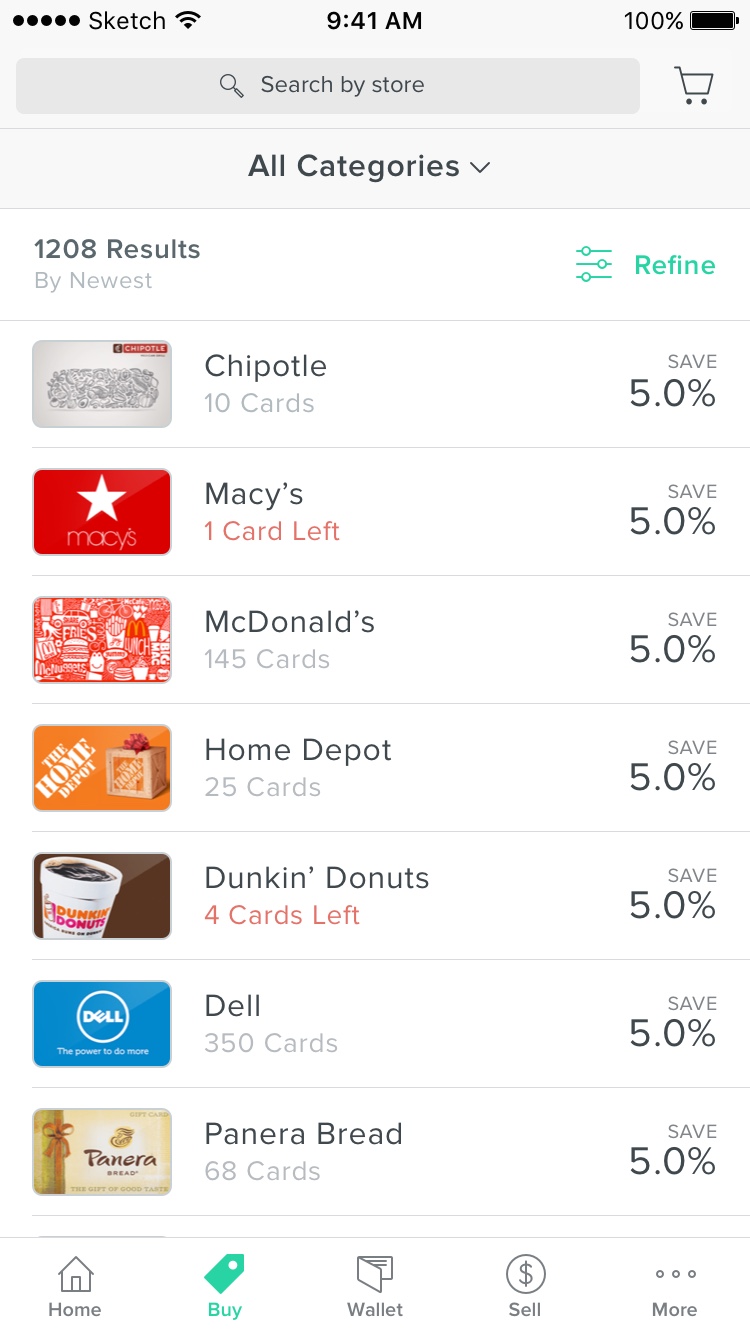 Sketch 9:41 AM 100%
Search by store
All Categories
1208 Results
By Newest
Refine
CHIPOTLE
Chipotle
10 Cards
SAVE
5.0%
macy's
Macy’s
1 Card Left
SAVE
5.0%
FRIES
LUNCH
McNuggets
McDonald’s
145 Cards
SAVE
5.0%
THE
HOME
DEPOT
Home Depot
25 Cards
SAVE
5.0%
DUNKIN'
DONUTS
Dunkin’ Donuts
4 Cards Left
SAVE
5.0%
DELL
The power to do more
Dell
350 Cards
SAVE
5.0%
GIFT CARD
Panera
BREAD
THE GIFT OF GOOD TASTE
Panera Bread
68 Cards
SAVE
5.0%
Home Buy Wallet Sell More